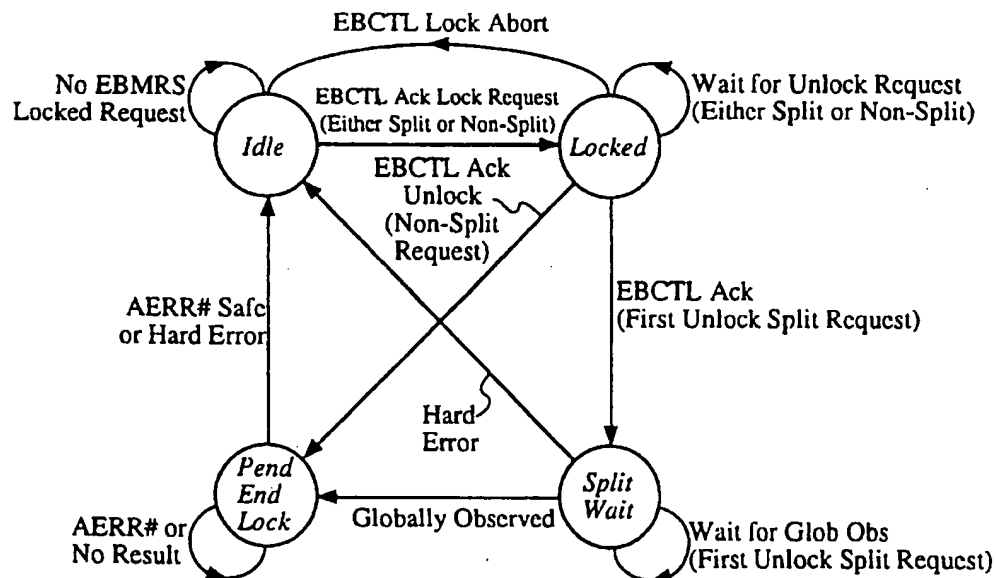 EBCTL Lock Abort
No EBMRS
Locked Request
Idle
EBCTL Ack Lock Request
(Either Split or Non-Split)
Locked
Wait for Unlock Request
(Either Split or Non-Split)
EBCTL Ack
Unlock
(Non-Split
Request)
AERR# Safe
or Hard Error
EBCTL Ack
(First Unlock Split Request)
Hard
Error
Pend
End
Lock
Split
Wait
Globally Observed
AERR# or
No Result
Wait for Glob Obs
(First Unlock Split Request)